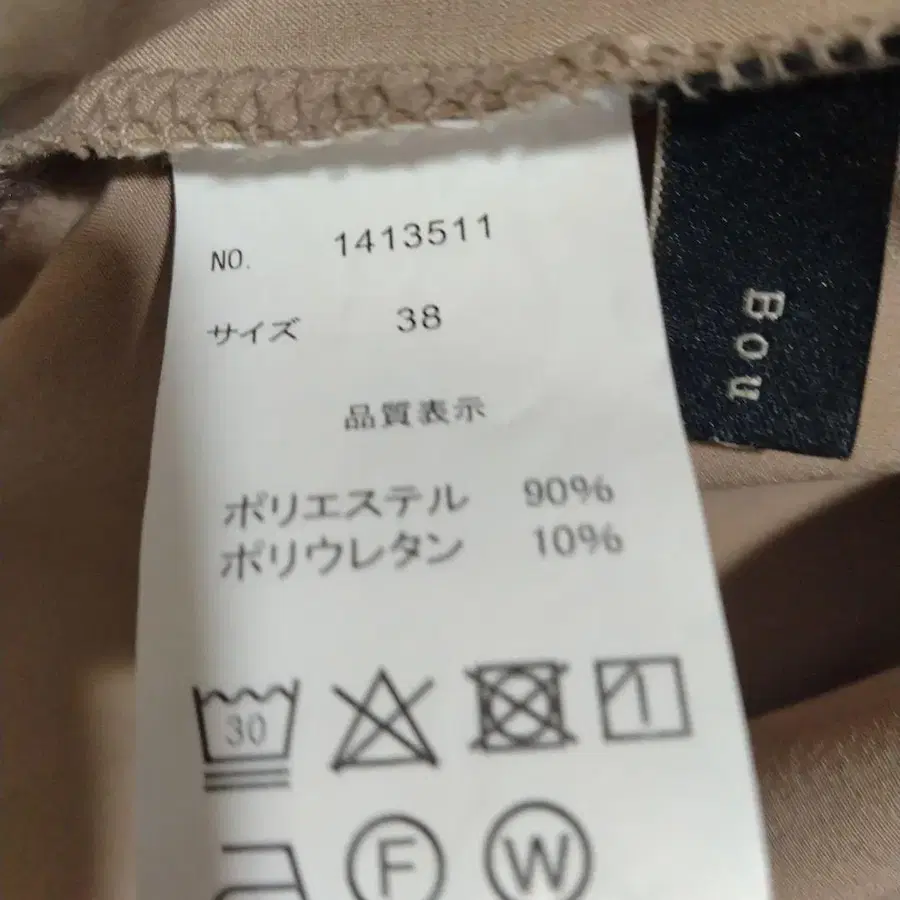 NO. 1413511
サイズ 38
品質表示
ポリエステル 90%
ポリウレタン 10%
30
F W
Bou